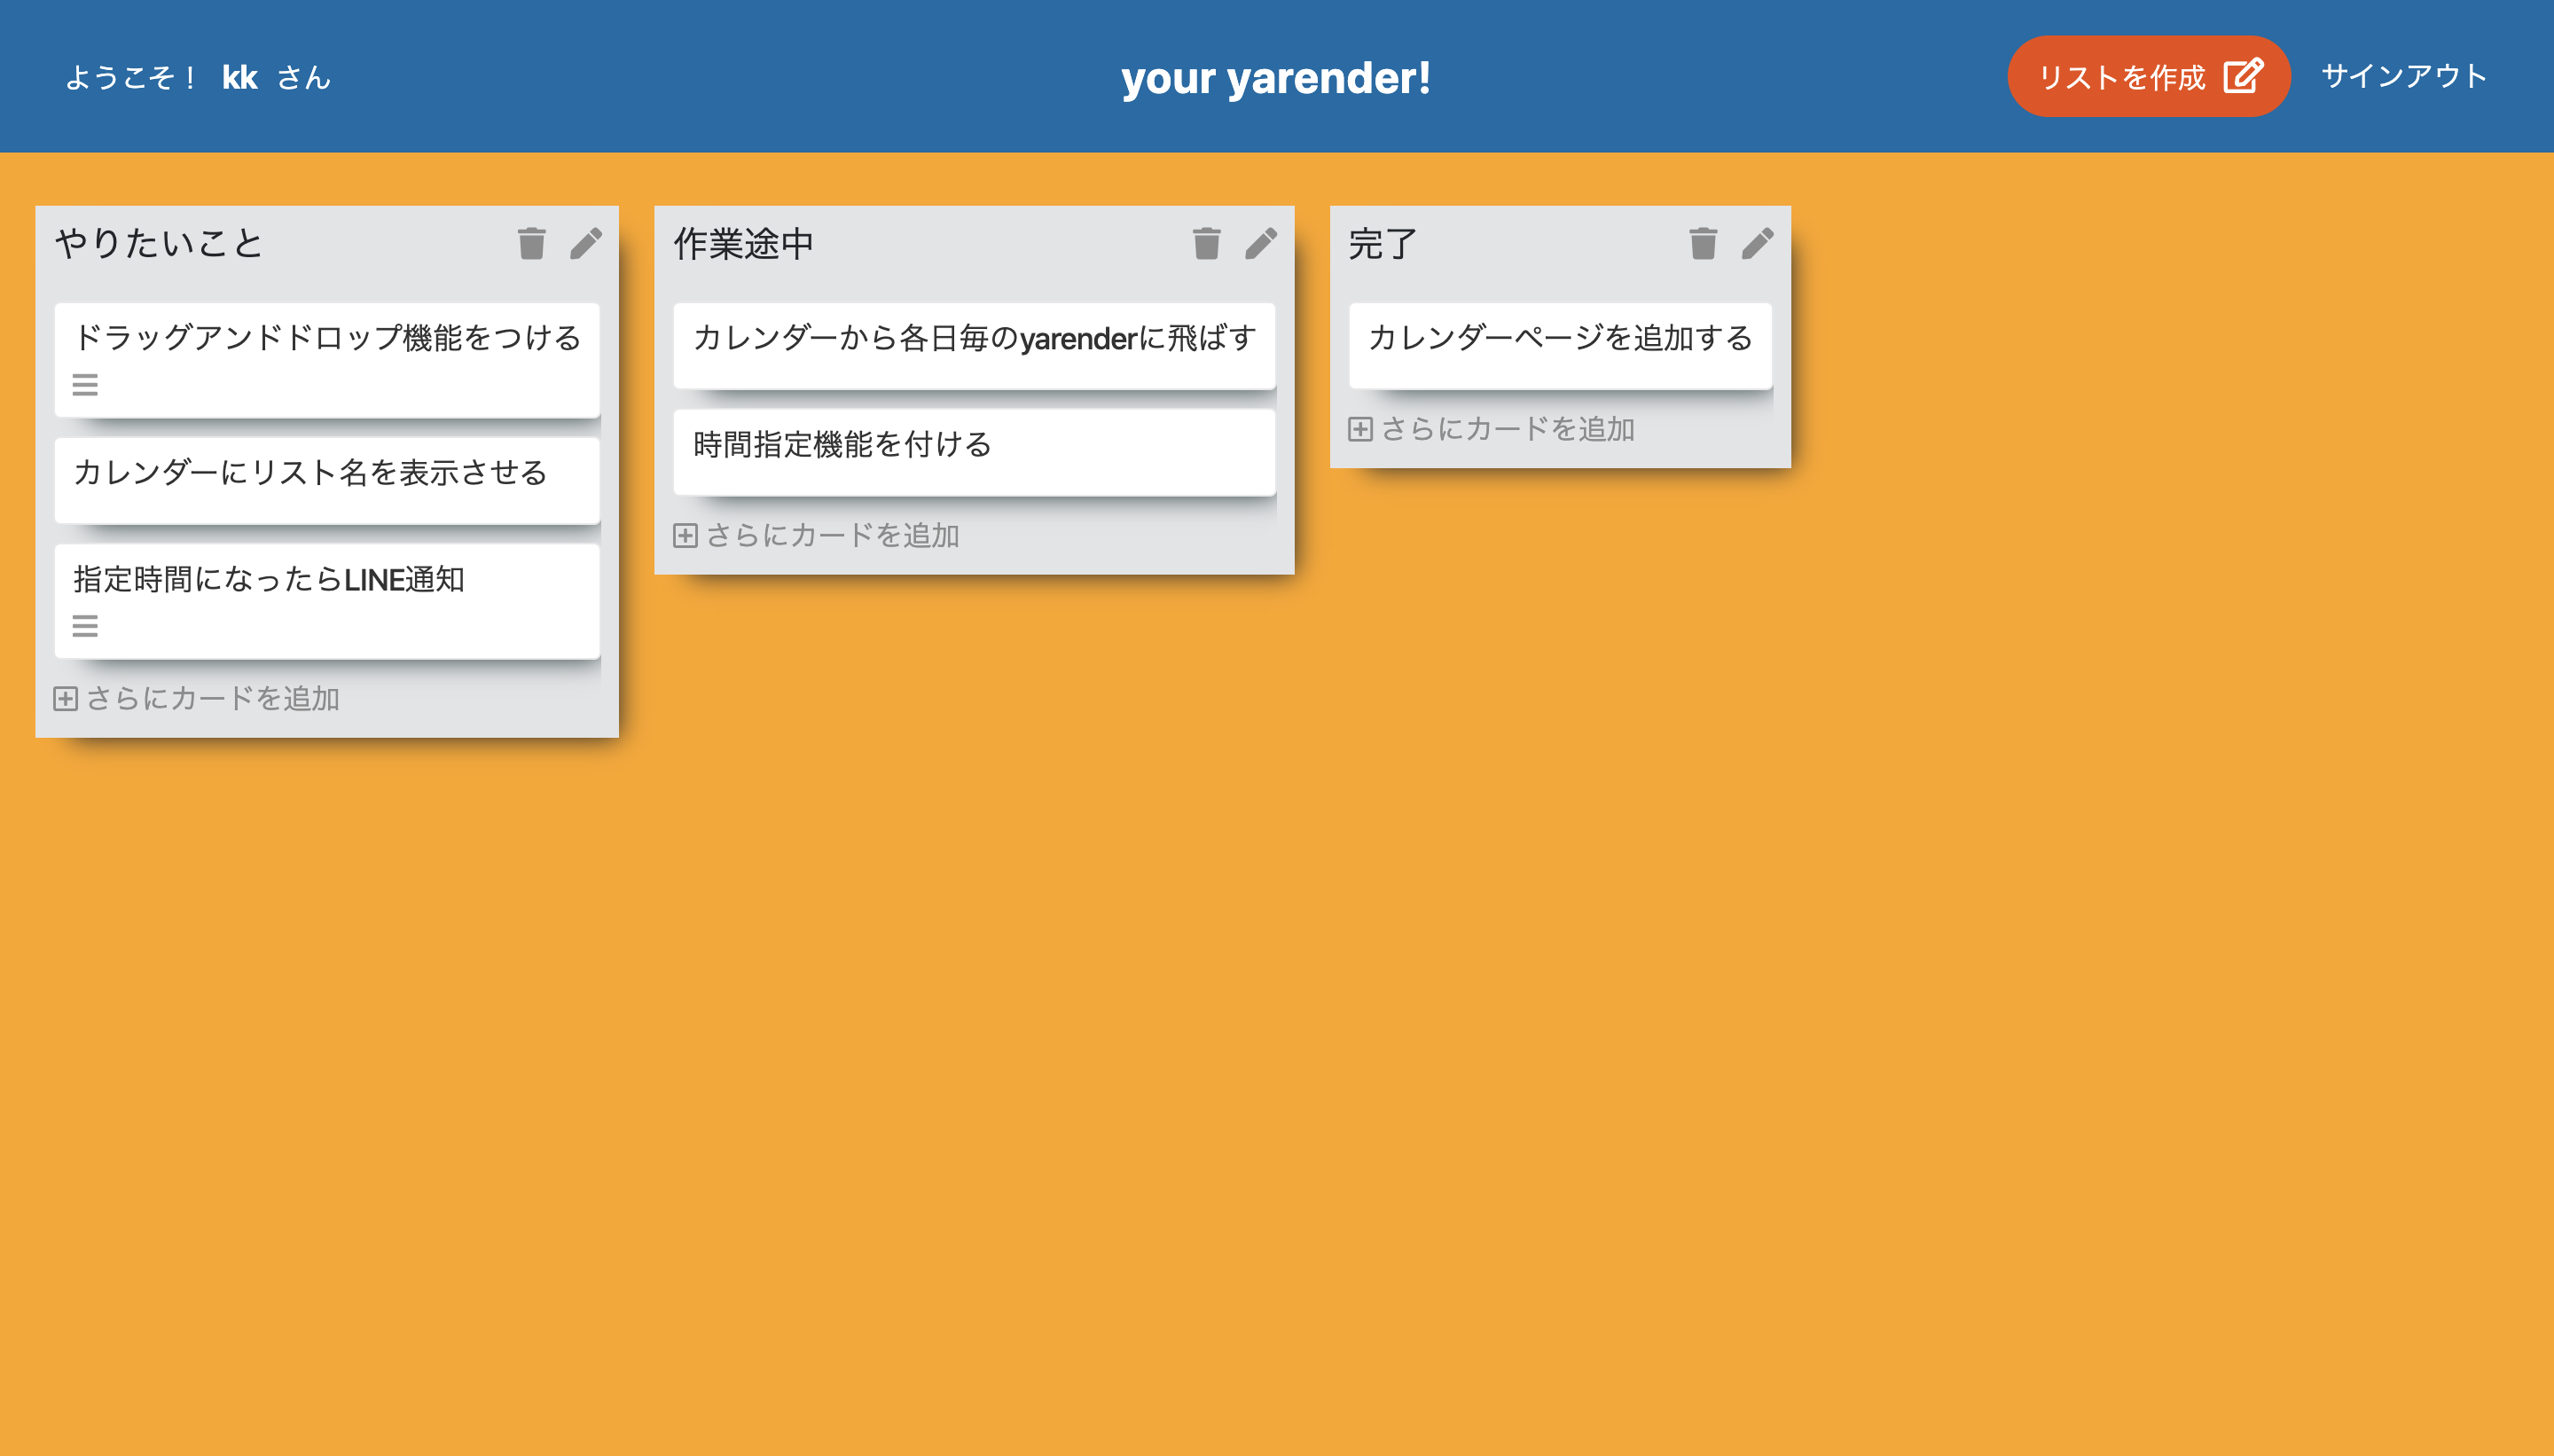 ようこそ！ kk さん
your yarender!
リストを作成
サインアウト
やりたいこと
ドラッグアンドドロップ機能をつける
カレンダーにリスト名を表示させる
指定時間になったらLINE通知
さらにカードを追加
作業途中
カレンダーから各日毎のyarenderに飛ばす
時間指定機能を付ける
さらにカードを追加
完了
カレンダーページを追加する
さらにカードを追加